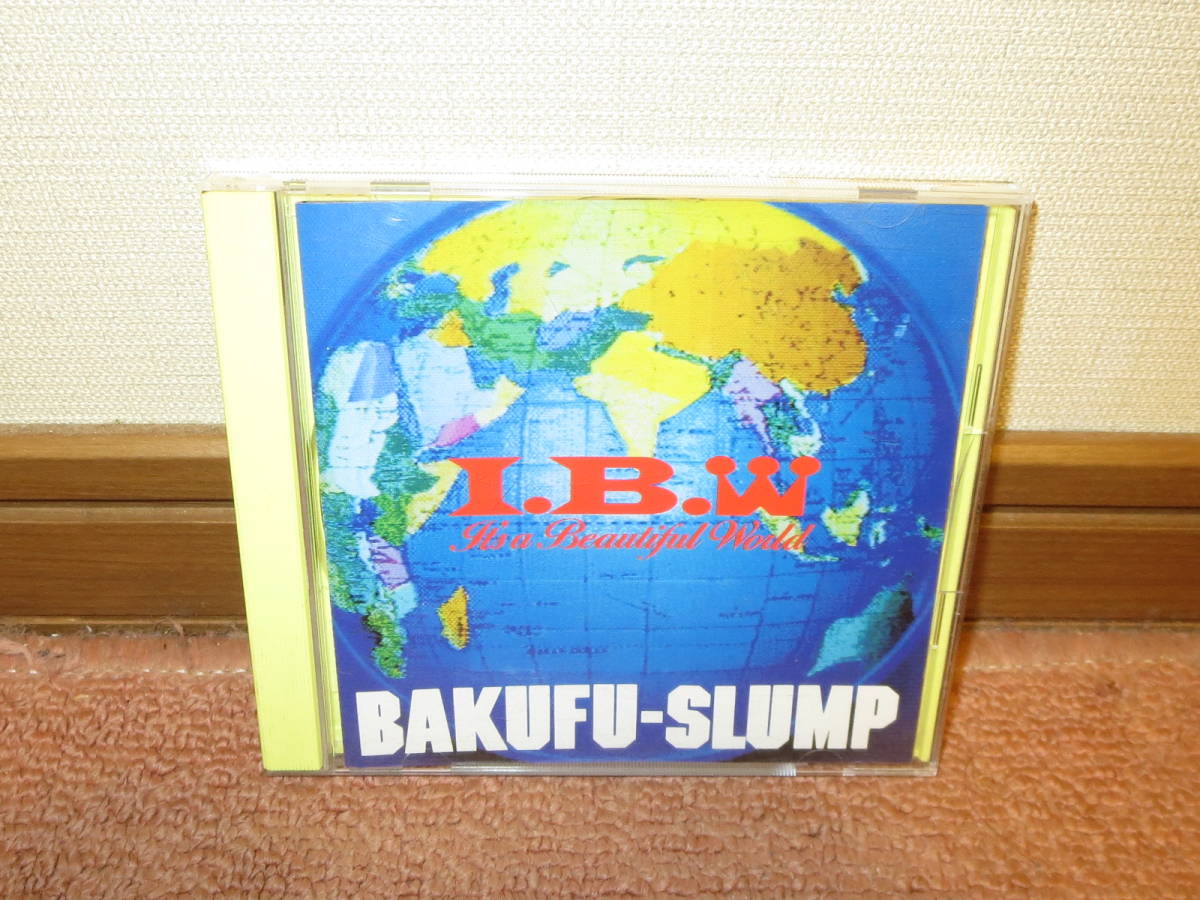 I.B.W
It's a Beautiful World
BAKUFU-SLUMP